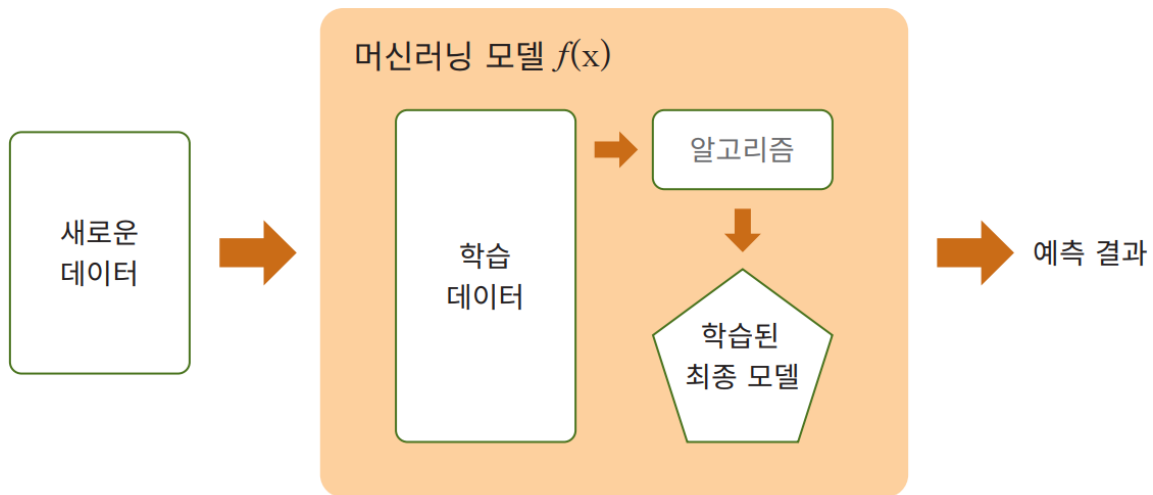 머신러닝 모델 f(x)
새로운
데이터
학습
데이터
알고리즘
학습된
최종 모델
예측 결과